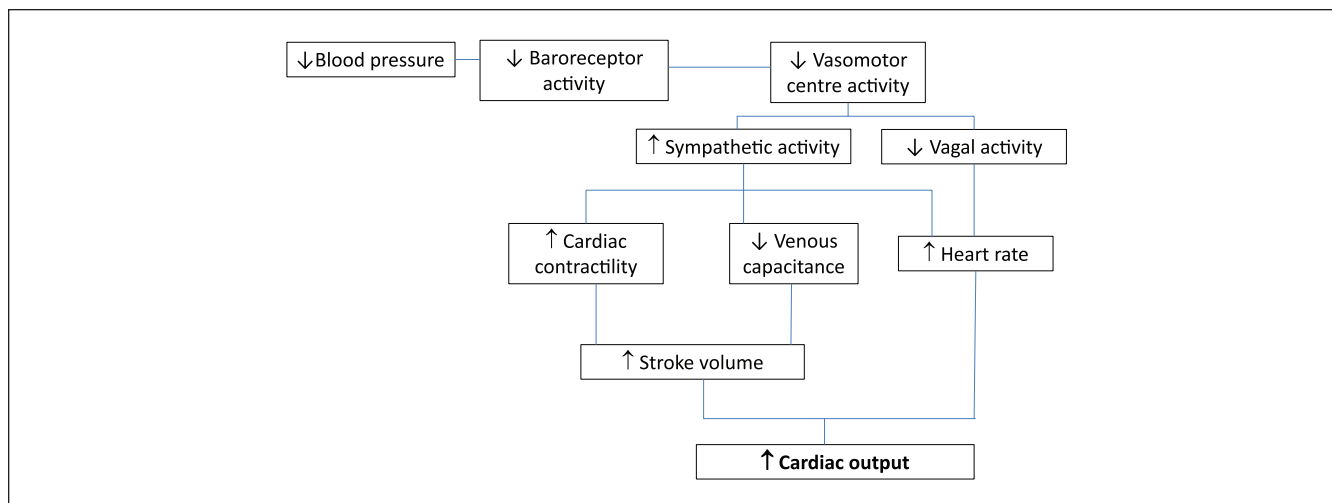 ↓ Blood pressure
↓ Baroreceptor
activity
↓ Vasomotor
centre activity
↑ Sympathetic activity
↓ Vagal activity
↑ Cardiac
contractility
↓ Venous
capacitance
↑ Heart rate
↑ Stroke volume
↑ Cardiac output